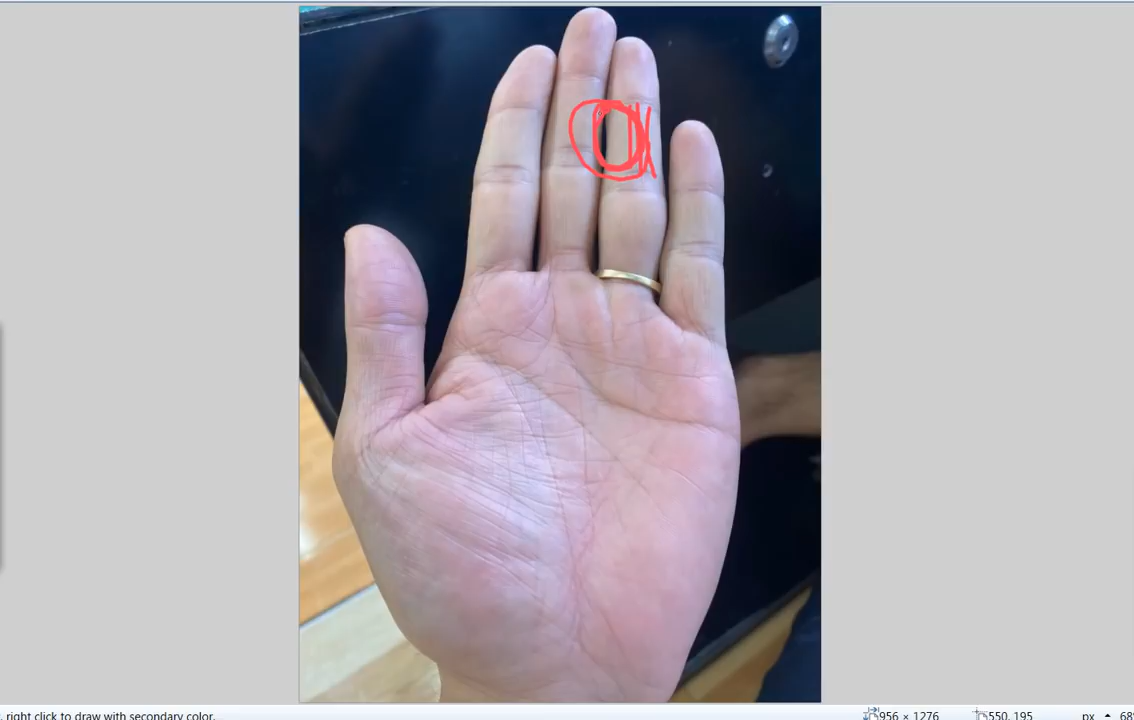 , right click to draw with secondary color.
956 × 1276
550, 195
px